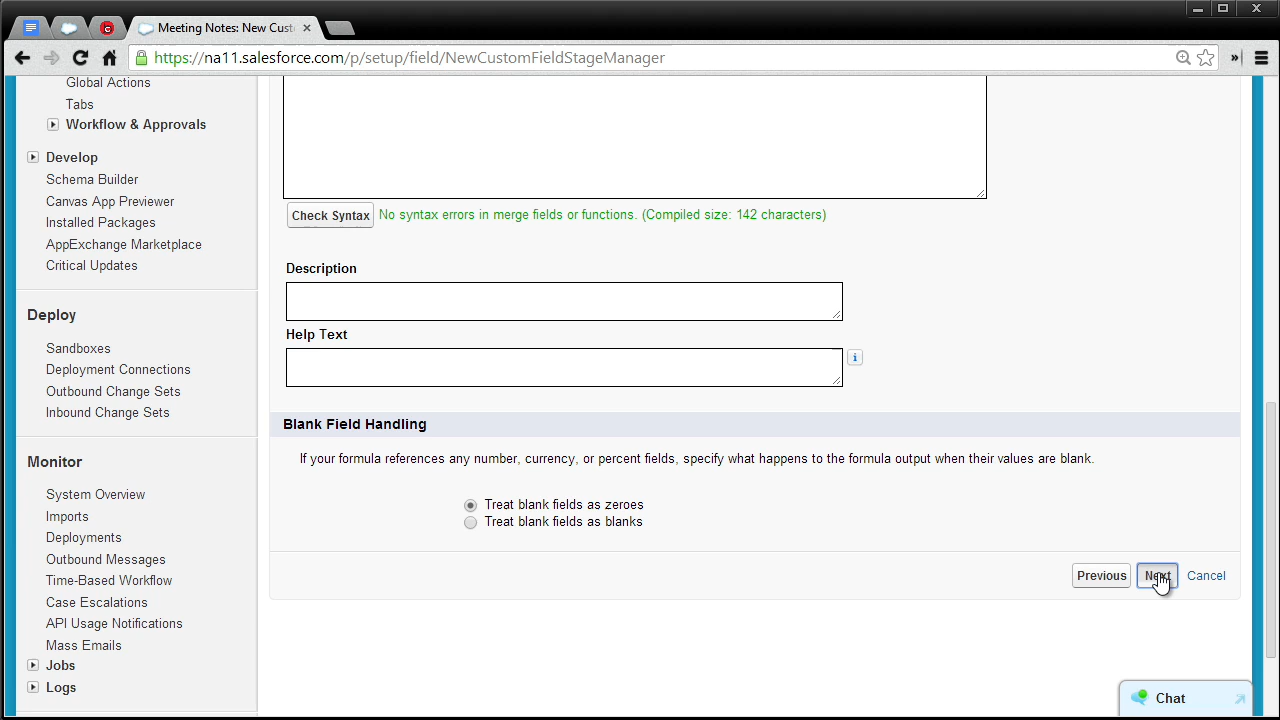 Meeting Notes: New Cust
https://na11.salesforce.com/p/setup/field/NewCustomFieldStageManager
Global Actions
Tabs
Workflow & Approvals
Develop
Schema Builder
Canvas App Previewer
Installed Packages
AppExchange Marketplace
Critical Updates
Deploy
Sandboxes
Deployment Connections
Outbound Change Sets
Inbound Change Sets
Monitor
System Overview
Imports
Deployments
Outbound Messages
Time-Based Workflow
Case Escalations
API Usage Notifications
Mass Emails
Jobs
Logs
Check Syntax No syntax errors in merge fields or functions. (Compiled size: 142 characters)
Description
Help Text
Blank Field Handling
If your formula references any number, currency, or percent fields, specify what happens to the formula output when their values are blank.
Treat blank fields as zeroes
Treat blank fields as blanks
Previous Next Cancel
Chat